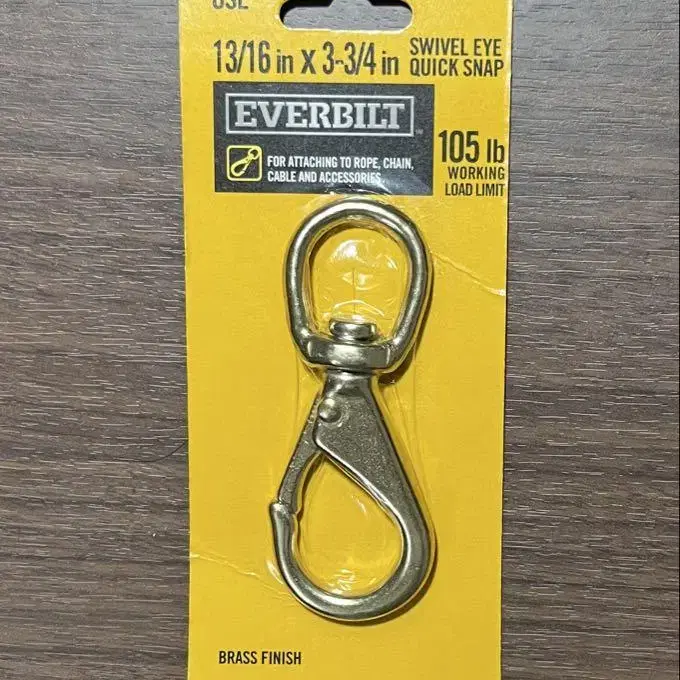 USE
13/16 in x 3-3/4 in SWIVEL EYE
QUICK SNAP
EVERBILT
FOR ATTACHING TO ROPE, CHAIN,
CABLE AND ACCESSORIES
105 lb
WORKING
LOAD LIMIT
BRASS FINISH